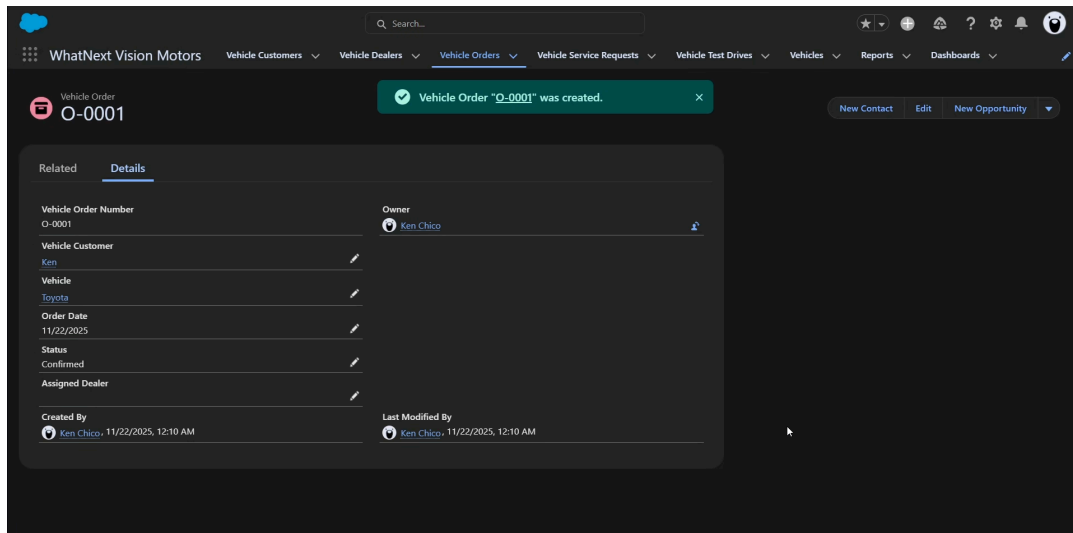 Search...
WhatNext Vision Motors
Vehicle Customers
Vehicle Dealers
Vehicle Orders
Vehicle Service Requests
Vehicle Test Drives
Vehicles
Reports
Dashboards
Vehicle Order
O-0001
Vehicle Order "O-0001" was created.
New Contact
Edit
New Opportunity
Related
Details
Vehicle Order Number
O-0001
Owner
Ken Chico
Vehicle Customer
Ken
Vehicle
Toyota
Order Date
11/22/2025
Status
Confirmed
Assigned Dealer
Created By
Ken Chico, 11/22/2025, 12:10 AM
Last Modified By
Ken Chico, 11/22/2025, 12:10 AM